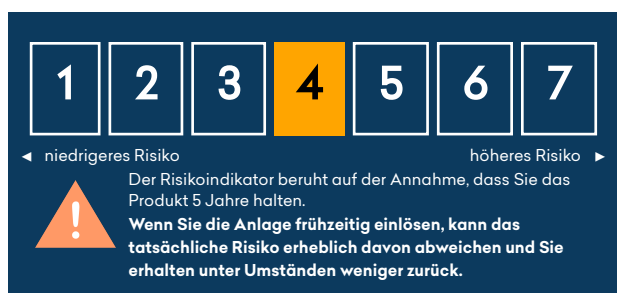 1 2 3 4 5 6 7
◄ niedrigeres Risiko höheres Risiko ►
Der Risikoindikator beruht auf der Annahme, dass Sie das
Produkt 5 Jahre halten.
Wenn Sie die Anlage frühzeitig einlösen, kann das
tatsächliche Risiko erheblich davon abweichen und Sie
erhalten unter Umständen weniger zurück.
!